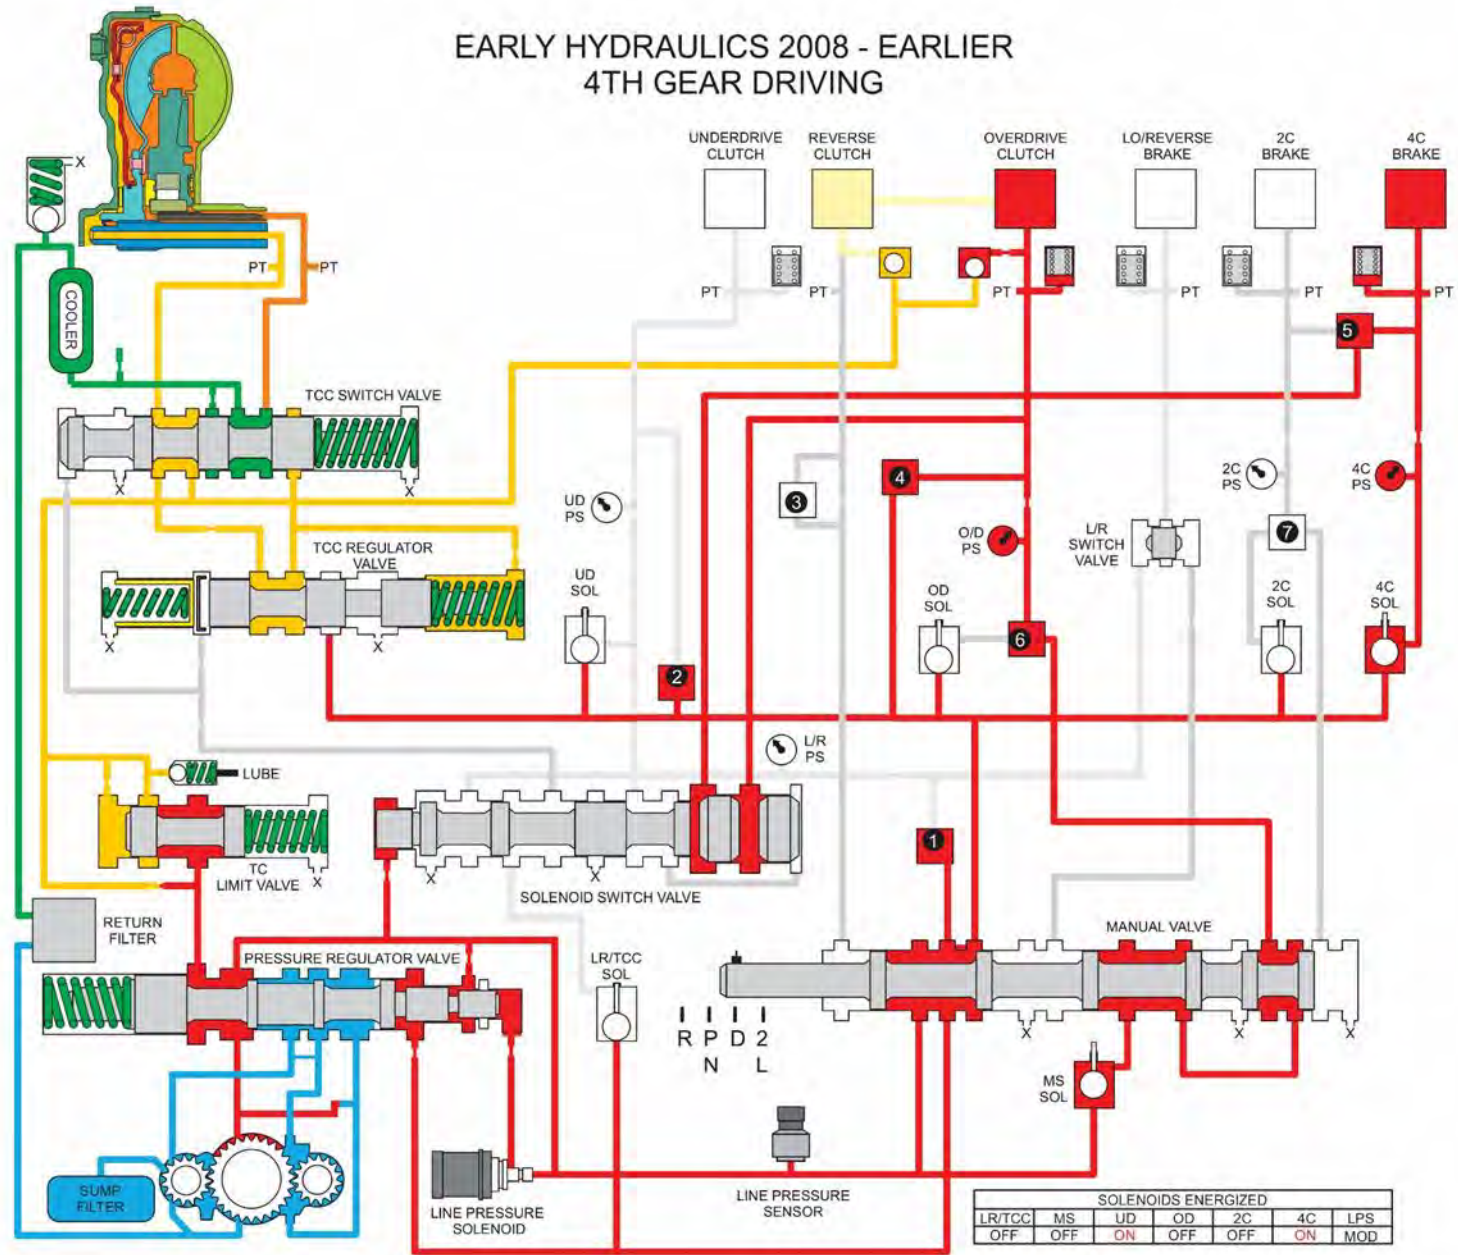 EARLY HYDRAULICS 2008 - EARLIER
4TH GEAR DRIVING
UNDERDRIVE
CLUTCH
REVERSE
CLUTCH
OVERDRIVE
CLUTCH
LO/REVERSE
BRAKE
2C
BRAKE
4C
BRAKE
X
PT
PT
PT
PT
PT
PT
PT
PT
COOLER
5
TCC SWITCH VALVE
X
X
4
3
UD
PS
2C
PS
4C
PS
O/D
PS
L/R
SWITCH
VALVE
7
TCC REGULATOR
VALVE
UD
SOL
OD
SOL
2C
SOL
4C
SOL
X
X
6
2
L/R
PS
LUBE
1
TC
LIMIT VALVE
X
X
X
SOLENOID SWITCH VALVE
RETURN
FILTER
MANUAL VALVE
PRESSURE REGULATOR VALVE
LR/TCC
SOL
R P D 2
N L
X
X
X
MS
SOL
SUMP
FILTER
LINE PRESSURE
SOLENOID
LINE PRESSURE
SENSOR
SOLENOIDS ENERGIZED
LR/TCC MS UD OD 2C 4C LPS
OFF OFF ON OFF OFF ON MOD